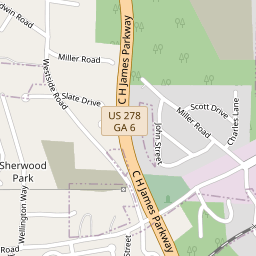 dwin Road
Miller Road
Westside Road
Slate Drive
C H James Parkway
US 278
GA 6
Scott Drive
Miller Road
Charles Lane
John Street
Sherwood
Park
Wellington Way
C H James Parkway
Road
Street